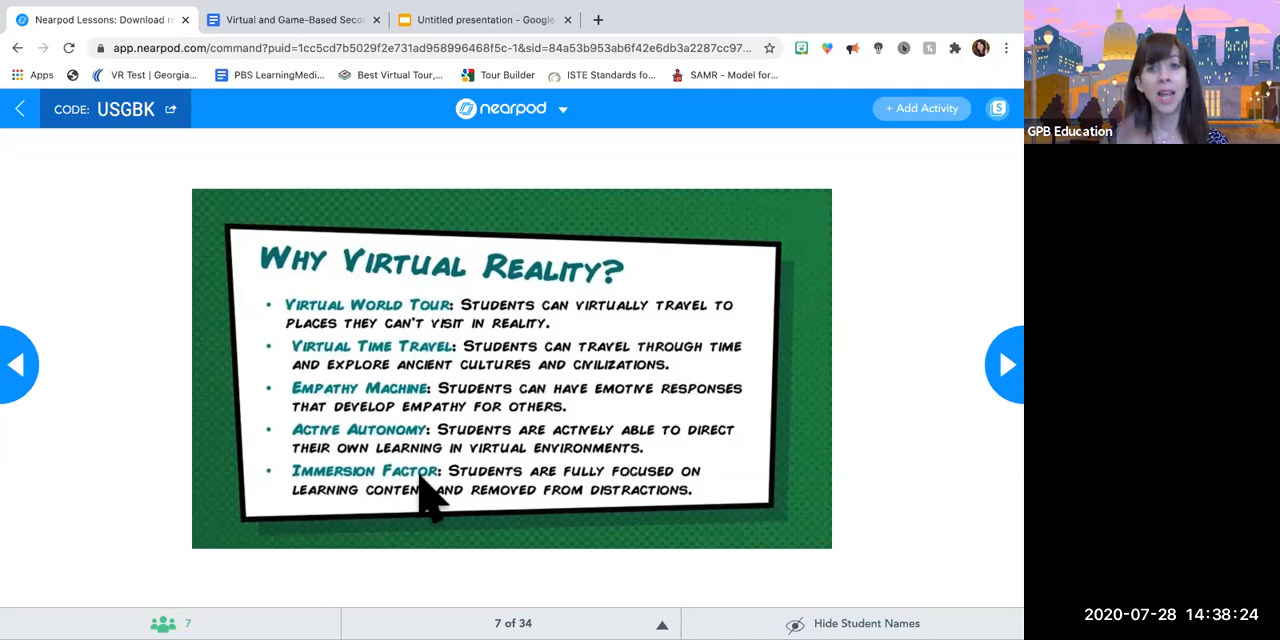 Nearpod Lessons: Download re
Virtual and Game-Based Seco
Untitled presentation - Google
app.nearpod.com/command?puid=1cc5cd7b5029f2e731ad958996468f5c-1&sid=84a53b953ab6f42e6db3a2287cc97...
Apps
VR Test | Georgia...
PBS LearningMedi...
Best Virtual Tour,...
Tour Builder
ISTE Standards fo...
SAMR - Model for...
CODE: USGBK
nearpod
+ Add Activity
S
GPB Education
WHY VIRTUAL REALITY?
• VIRTUAL WORLD TOUR: STUDENTS CAN VIRTUALLY TRAVEL TO
PLACES THEY CAN'T VISIT IN REALITY.
• VIRTUAL TIME TRAVEL: STUDENTS CAN TRAVEL THROUGH TIME
AND EXPLORE ANCIENT CULTURES AND CIVILIZATIONS.
• EMPATHY MACHINE: STUDENTS CAN HAVE EMOTIVE RESPONSES
THAT DEVELOP EMPATHY FOR OTHERS.
• ACTIVE AUTONOMY: STUDENTS ARE ACTIVELY ABLE TO DIRECT
THEIR OWN LEARNING IN VIRTUAL ENVIRONMENTS.
• IMMERSION FACTOR: STUDENTS ARE FULLY FOCUSED ON
LEARNING CONTENT AND REMOVED FROM DISTRACTIONS.
7
7 of 34
Hide Student Names
2020-07-28 14:38:24